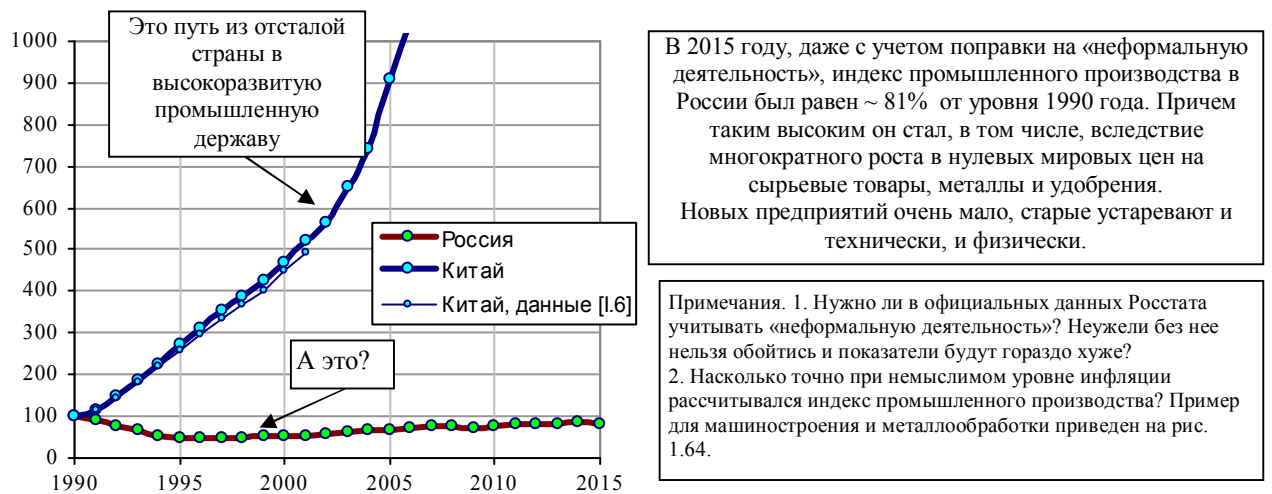 Это путь из отсталой
страны в
высокоразвитую
промышленную
державу
1000
900
800
700
600
500
400
300
200
100
0
1990
1995
2000
2005
2010
2015
Россия
Китай
Китай, данные [I.6]
А это?
В 2015 году, даже с учетом поправки на «неформальную
деятельность», индекс промышленного производства в
России был равен ~ 81% от уровня 1990 года. Причем
таким высоким он стал, в том числе, вследствие
многократного роста в нулевых мировых цен на
сырьевые товары, металлы и удобрения.
Новых предприятий очень мало, старые устаревают и
технически, и физически.
Примечания. 1. Нужно ли в официальных данных Росстата
учитывать «неформальную деятельность»? Неужели без нее
нельзя обойтись и показатели будут гораздо хуже?
2. Насколько точно при немыслимом уровне инфляции
рассчитывался индекс промышленного производства? Пример
для машиностроения и металлообработки приведен на рис.
1.64.